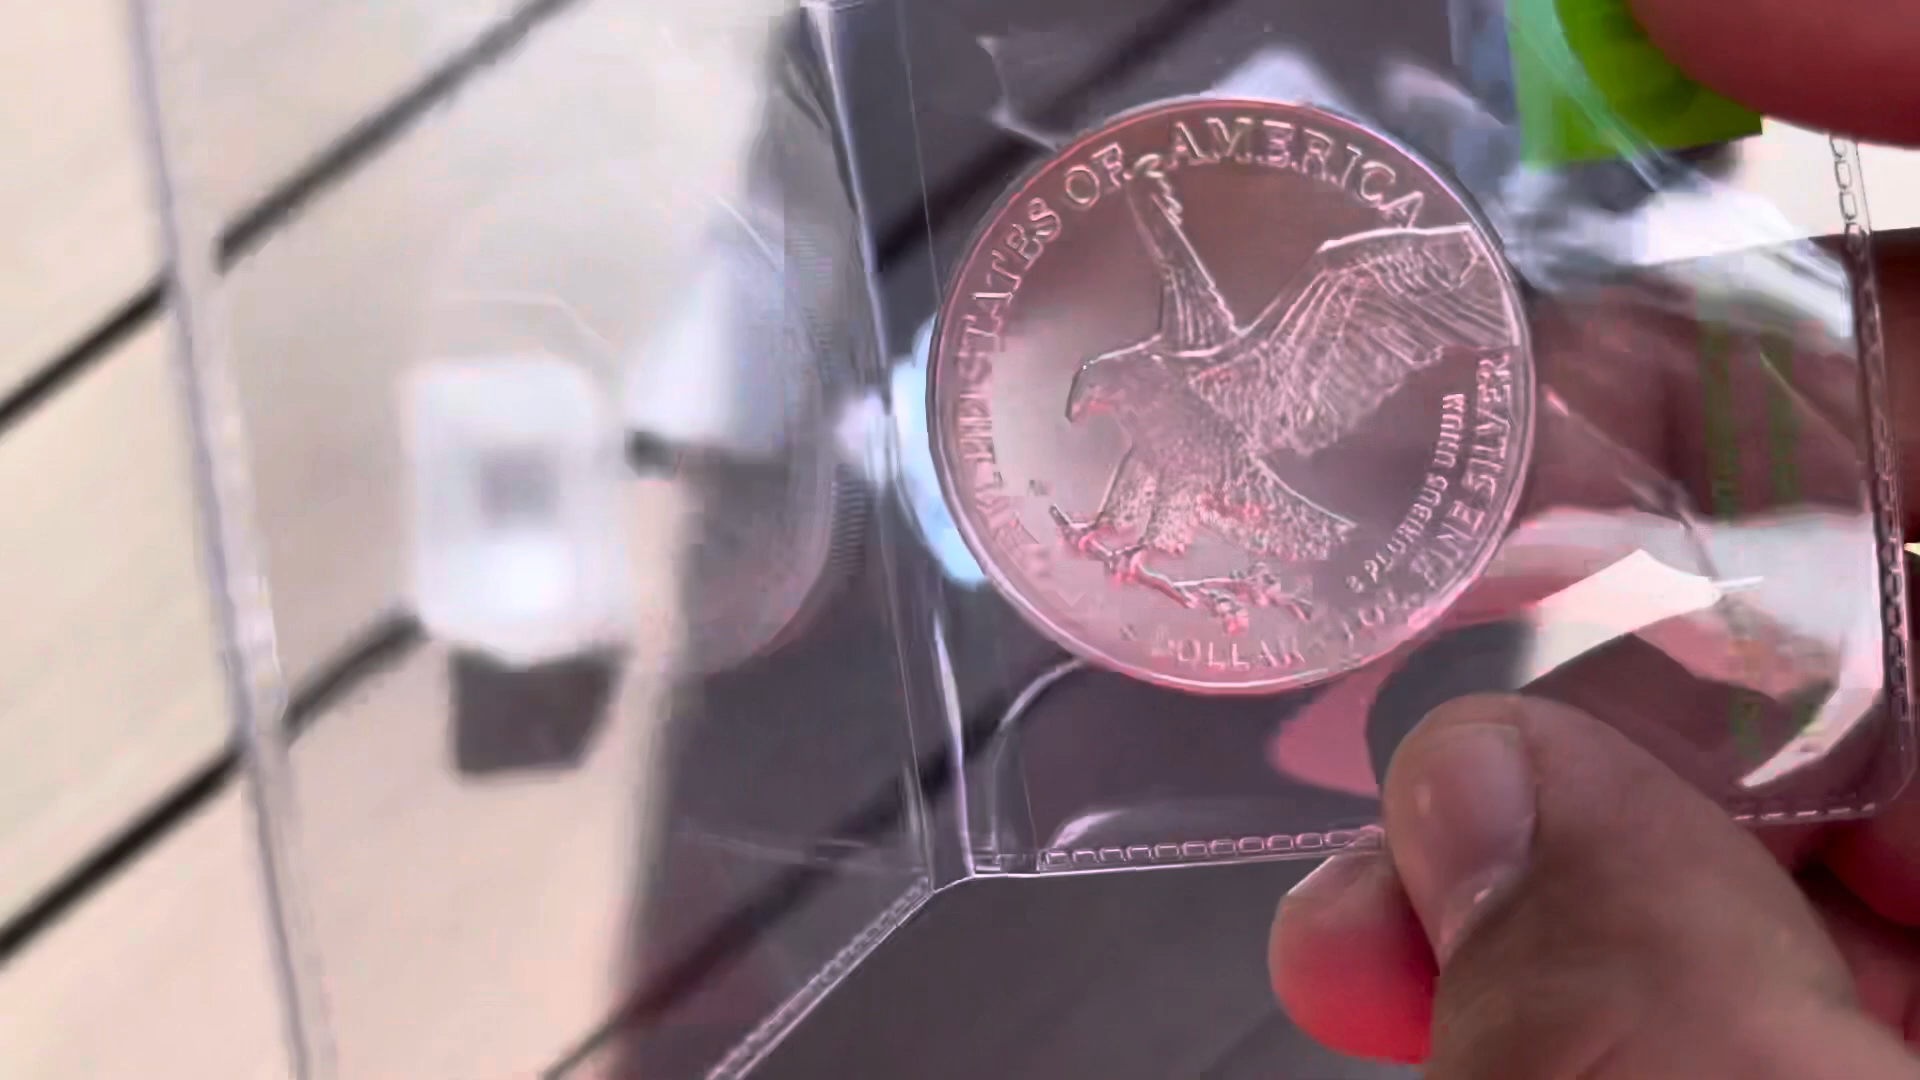 STATES OF AMERICA
E PLURIBUS UNUM
FINE SILVER
DOLLAR